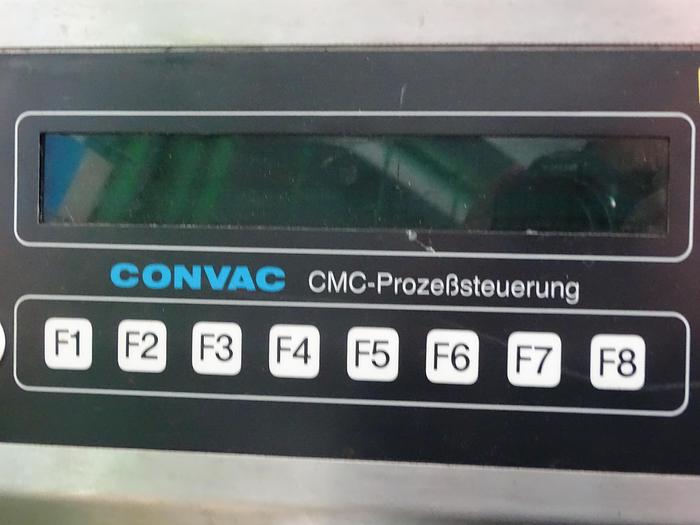 CONVAC CMC-Prozeßsteuerung
F1 F2 F3 F4 F5 F6 F7 F8